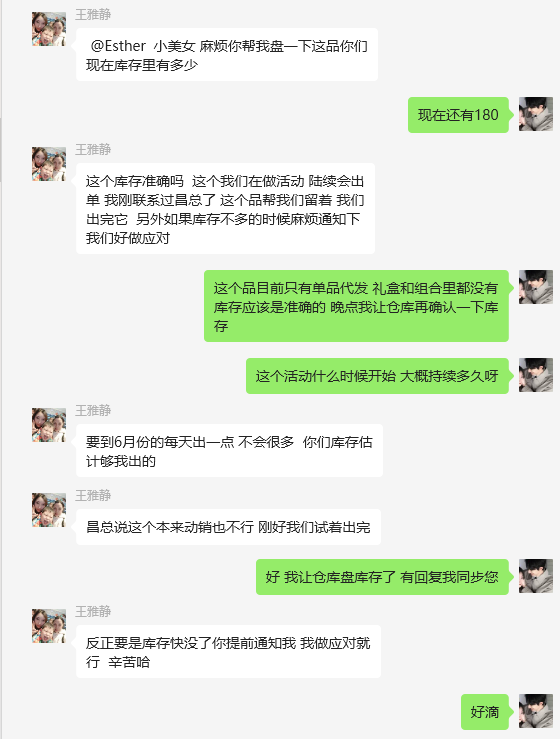 王雅静
@Esther 小美女 麻烦你帮我盘一下这品你们
现在库存里有多少
现在还有180
王雅静
这个库存准确吗 这个我们在做活动 陆续会出
单 我刚联系过昌总了 这个品帮我们留着 我们
出完它 另外如果库存不多的时候麻烦通知下
我们好做应对
这个品目前只有单品代发 礼盒和组合里都没有
库存应该是准确的 晚点我让仓库再确认一下库
存
这个活动什么时候开始 大概持续多久呀
王雅静
要到6月份的每天出一点 不会很多 你们库存估
计够我出的
王雅静
昌总说这个本来动销也不行 刚好我们试着出完
好 我让仓库盘库存了 有回复我同步您
王雅静
反正要是库存快没了你提前通知我 我做应对就
行 辛苦哈
好滴